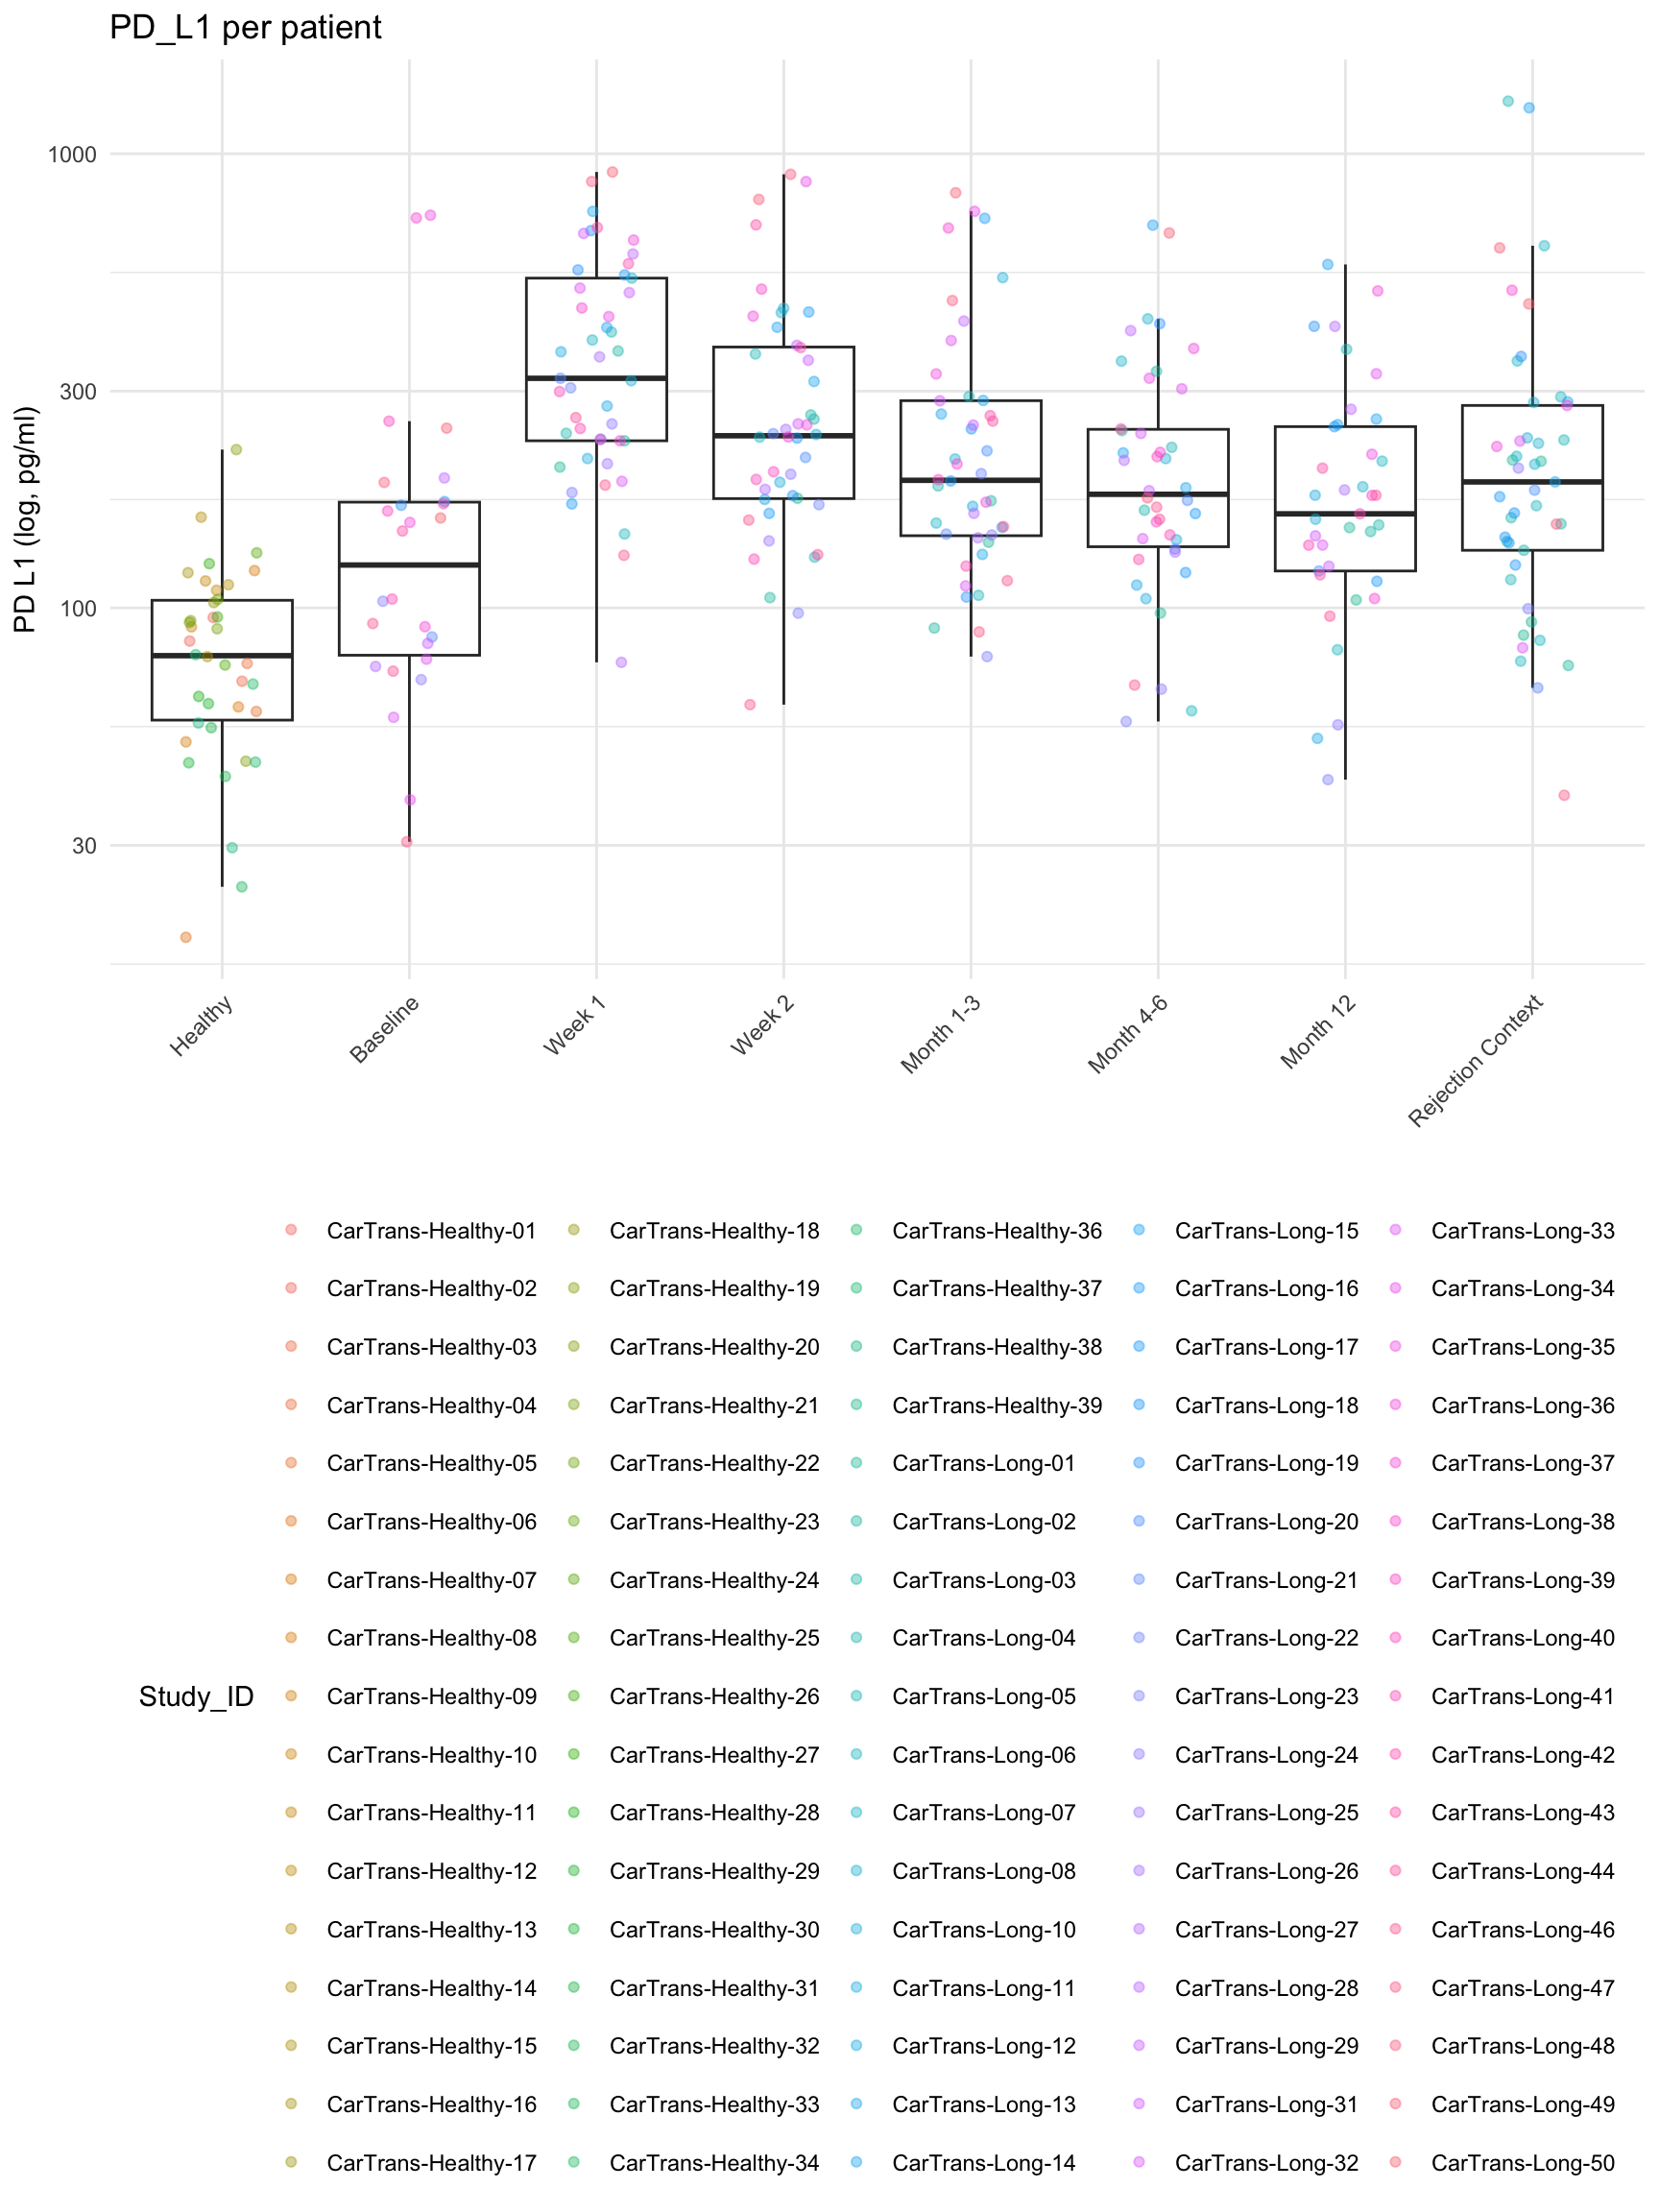 PD_L1 per patient
PD L1 (log, pg/ml)
1000
300
100
30
Healthy
Baseline
Week 1
Week 2
Month 1-3
Month 4-6
Month 12
Rejection Context
Study_ID
CarTrans-Healthy-01
CarTrans-Healthy-02
CarTrans-Healthy-03
CarTrans-Healthy-04
CarTrans-Healthy-05
CarTrans-Healthy-06
CarTrans-Healthy-07
CarTrans-Healthy-08
CarTrans-Healthy-09
CarTrans-Healthy-10
CarTrans-Healthy-11
CarTrans-Healthy-12
CarTrans-Healthy-13
CarTrans-Healthy-14
CarTrans-Healthy-15
CarTrans-Healthy-16
CarTrans-Healthy-17
CarTrans-Healthy-18
CarTrans-Healthy-19
CarTrans-Healthy-20
CarTrans-Healthy-21
CarTrans-Healthy-22
CarTrans-Healthy-23
CarTrans-Healthy-24
CarTrans-Healthy-25
CarTrans-Healthy-26
CarTrans-Healthy-27
CarTrans-Healthy-28
CarTrans-Healthy-29
CarTrans-Healthy-30
CarTrans-Healthy-31
CarTrans-Healthy-32
CarTrans-Healthy-33
CarTrans-Healthy-34
CarTrans-Healthy-36
CarTrans-Healthy-37
CarTrans-Healthy-38
CarTrans-Healthy-39
CarTrans-Long-01
CarTrans-Long-02
CarTrans-Long-03
CarTrans-Long-04
CarTrans-Long-05
CarTrans-Long-06
CarTrans-Long-07
CarTrans-Long-08
CarTrans-Long-10
CarTrans-Long-11
CarTrans-Long-12
CarTrans-Long-13
CarTrans-Long-14
CarTrans-Long-15
CarTrans-Long-16
CarTrans-Long-17
CarTrans-Long-18
CarTrans-Long-19
CarTrans-Long-20
CarTrans-Long-21
CarTrans-Long-22
CarTrans-Long-23
CarTrans-Long-24
CarTrans-Long-25
CarTrans-Long-26
CarTrans-Long-27
CarTrans-Long-28
CarTrans-Long-29
CarTrans-Long-31
CarTrans-Long-32
CarTrans-Long-33
CarTrans-Long-34
CarTrans-Long-35
CarTrans-Long-36
CarTrans-Long-37
CarTrans-Long-38
CarTrans-Long-39
CarTrans-Long-40
CarTrans-Long-41
CarTrans-Long-42
CarTrans-Long-43
CarTrans-Long-44
CarTrans-Long-46
CarTrans-Long-47
CarTrans-Long-48
CarTrans-Long-49
CarTrans-Long-50